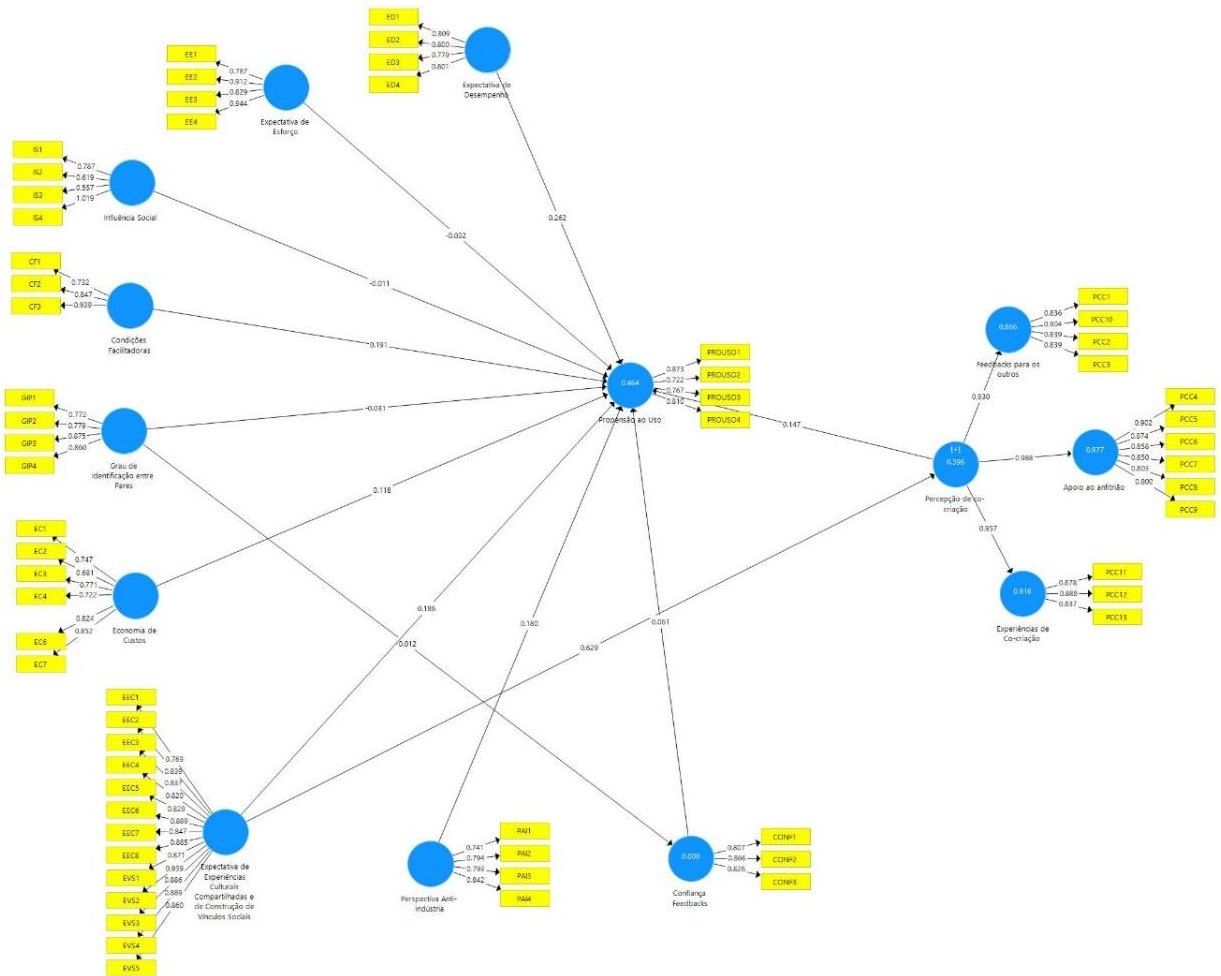 ED1
ED2
ED3
ED4
0.809
0.800
0.779
0.801
Expectativa de
Desempenho
EE1
EE2
EE3
EE4
0.787
0.912
0.829
0.944
Expectativa de
Esforço
IS1
IS2
IS3
IS4
0.787
0.619
0.557
1.019
Influência Social
CF1
CF2
CF3
0.732
0.847
0.939
Condições
Facilitadoras
GIP1
GIP2
GIP3
GIP4
0.772
0.779
0.875
0.860
Grau de
Identificação entre
Pares
EC1
EC2
EC3
EC4
EC6
EC7
0.747
0.681
0.771
0.722
0.824
0.852
Economia de
Custos
EEC1
EEC2
EEC3
EEC4
EEC5
EEC6
EEC7
EEC8
EVS1
EVS2
EVS3
EVS4
EVS5
0.769
0.839
0.837
0.820
0.829
0.889
0.847
0.885
0.871
0.939
0.886
0.889
0.860
Expectativa de
Experiências
Culturais
Compartilhadas e
de Construção de
Vínculos Sociais
0.262
-0.032
-0.011
0.191
-0.031
0.118
0.186
0.012
0.180
0.061
0.629
0.147
PROUSO1
PROUSO2
PROUSO3
PROUSO4
0.873
0.722
0.767
0.810
0.464
Propensão ao Uso
PAI1
PAI2
PAI3
PAI4
0.741
0.794
0.793
0.842
Perspectiva Anti-
indústria
CONF1
CONF2
CONF3
0.807
0.866
0.826
0.000
Confiança
Feedbacks
[+]
0.396
Percepção de co-
criação
0.930
0.988
0.957
PCC1
PCC10
PCC2
PCC3
0.836
0.904
0.839
0.839
0.866
Feedbacks para os
outros
PCC4
PCC5
PCC6
PCC7
PCC8
PCC9
0.902
0.874
0.858
0.850
0.803
0.800
0.977
Apoio ao anfitrião
PCC11
PCC12
PCC13
0.878
0.888
0.837
0.916
Experiências de
Co-criação